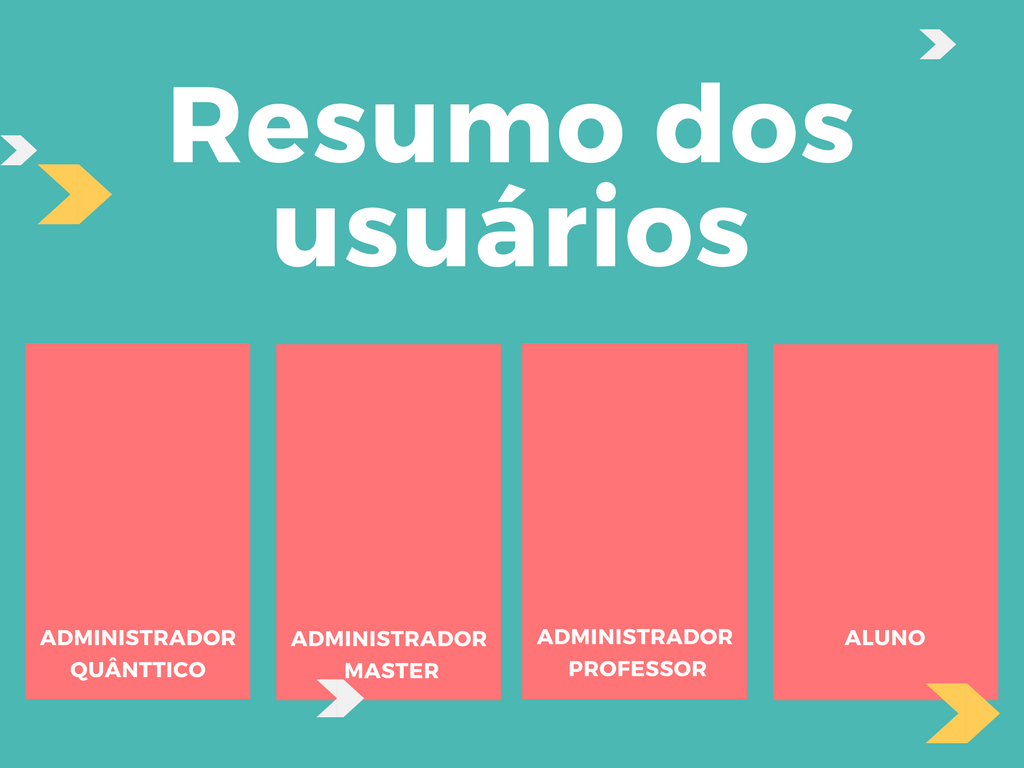 Resumo dos
usuários
ADMINISTRADOR
QUÂNTTICO
ADMINISTRADOR
MASTER
ADMINISTRADOR
PROFESSOR
ALUNO